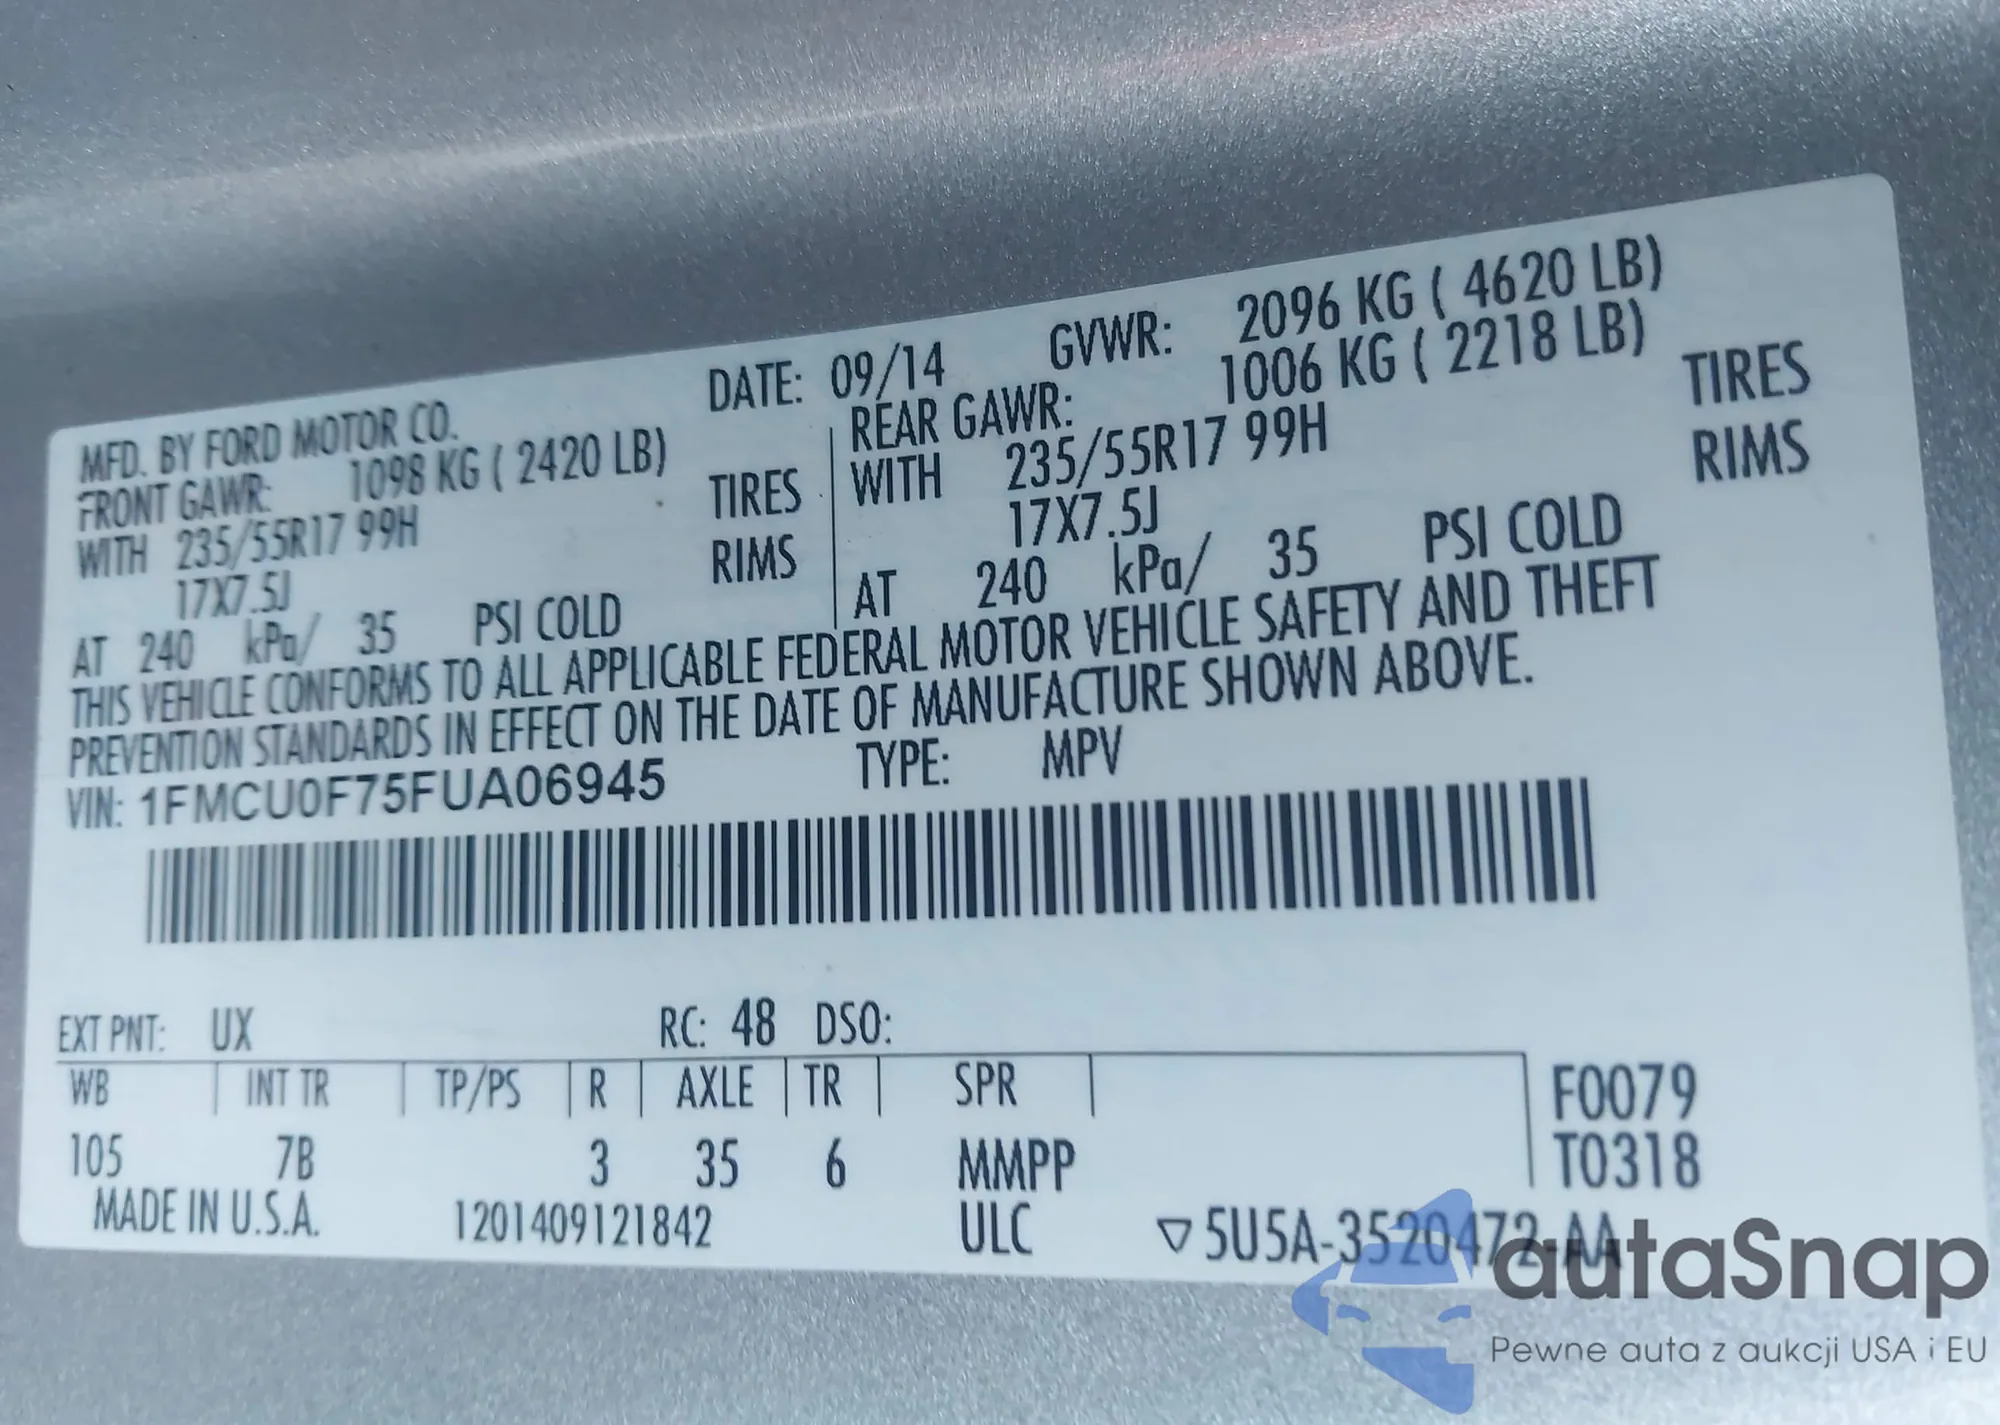 MFD. BY FORD MOTOR CO. DATE: 09/14 GVWR: 2096 KG ( 4620 LB)
FRONT GAWR: 1098 KG ( 2420 LB) REAR GAWR: 1006 KG ( 2218 LB)
WITH 235/55R17 99H TIRES WITH 235/55R17 99H TIRES
17X7.5J RIMS 17X7.5J RIMS
AT 240 kPa/ 35 PSI COLD AT 240 kPa/ 35 PSI COLD
THIS VEHICLE CONFORMS TO ALL APPLICABLE FEDERAL MOTOR VEHICLE SAFETY AND THEFT
PREVENTION STANDARDS IN EFFECT ON THE DATE OF MANUFACTURE SHOWN ABOVE.
VIN: 1FMCU0F75FUA06945 TYPE: MPV
EXT PNT: UX RC: 48 DSO:
WB INT TR TP/PS R AXLE TR SPR F0079
105 7B 3 35 6 MMPP T0318
MADE IN U.S.A. 1201409121842 ULC ▽5U5A-3520472-AA
autaSnap
Pewne auta z aukcji USA i EU